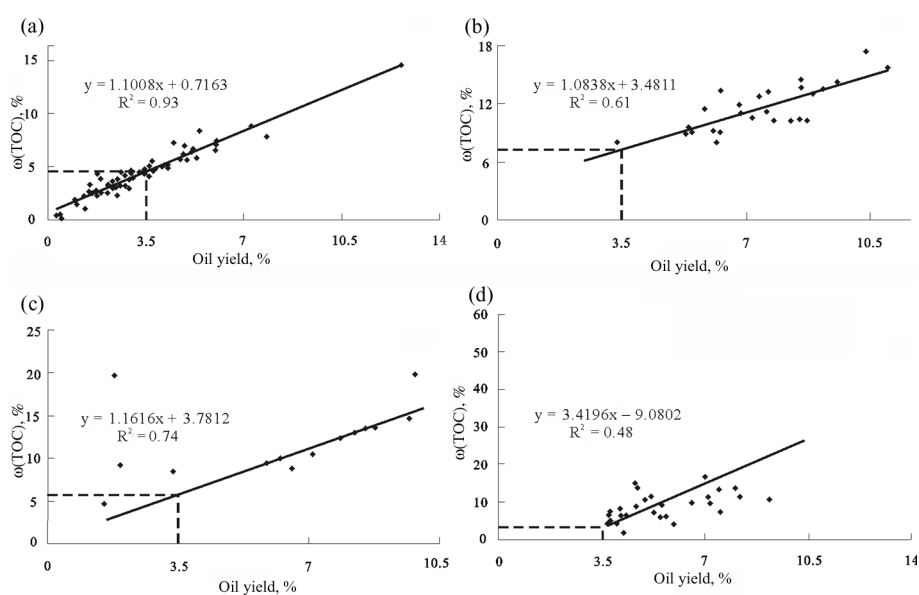 (a)
15
10
5
0
ω(TOC), %
y = 1.1008x + 0.7163
R² = 0.93
0 3.5 7 10.5 14
Oil yield, %
(b)
18
12
6
0
ω(TOC), %
y = 1.0838x + 3.4811
R² = 0.61
0 3.5 7 10.5
Oil yield, %
(c)
25
20
15
10
5
0
ω(TOC), %
y = 1.1616x + 3.7812
R² = 0.74
0 3.5 7 10.5
Oil yield, %
(d)
60
50
40
30
20
10
0
ω(TOC), %
y = 3.4196x − 9.0802
R² = 0.48
0 3.5 7 10.5 14
Oil yield, %